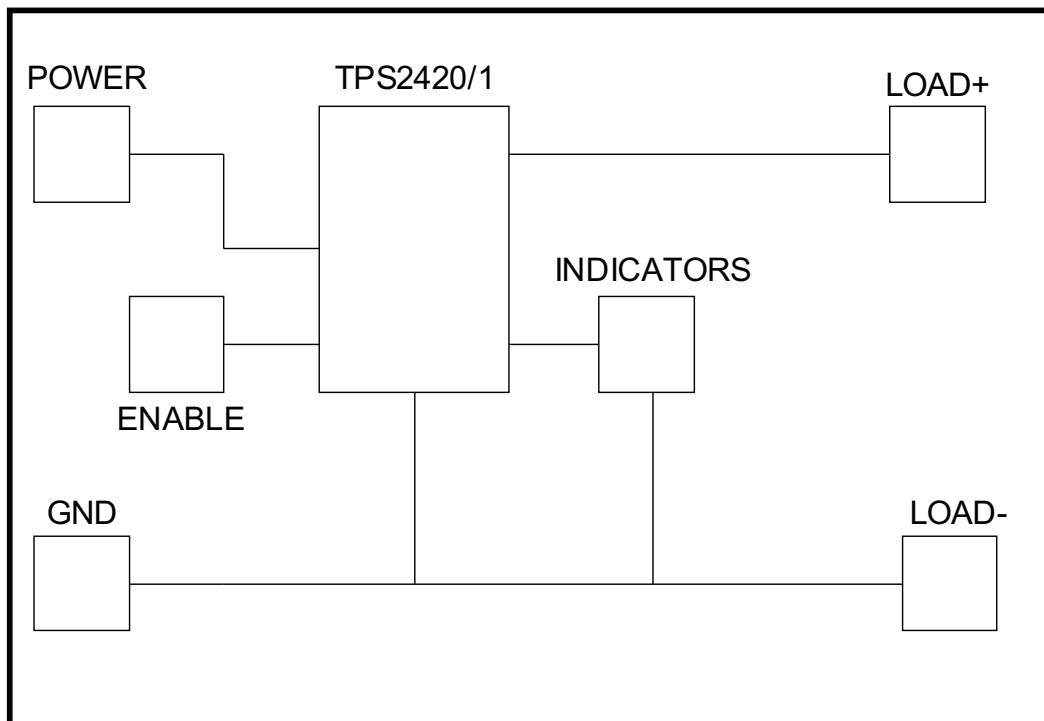 POWER
TPS2420/1
LOAD+
INDICATORS
ENABLE
GND
LOAD-